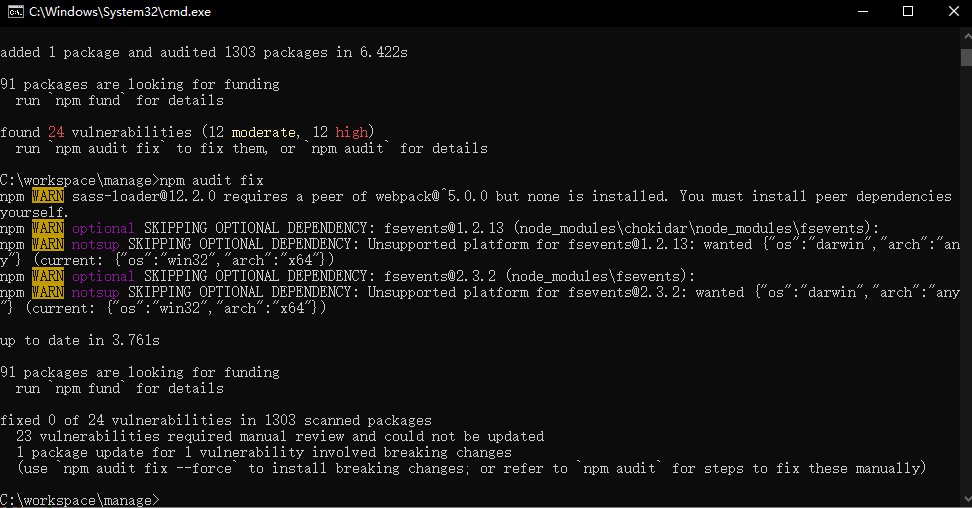 C:\Windows\System32\cmd.exe
added 1 package and audited 1303 packages in 6.422s
91 packages are looking for funding
  run `npm fund` for details
found 24 vulnerabilities (12 moderate, 12 high)
  run `npm audit fix` to fix them, or `npm audit` for details
C:\workspace\manage>npm audit fix
npm WARN sass-loader@12.2.0 requires a peer of webpack@^5.0.0 but none is installed. You must install peer dependencies
yourself.
npm WARN optional SKIPPING OPTIONAL DEPENDENCY: fsevents@1.2.13 (node_modules\chokidar\node_modules\fsevents):
npm WARN notsup SKIPPING OPTIONAL DEPENDENCY: Unsupported platform for fsevents@1.2.13: wanted {"os":"darwin","arch":"an
y"} (current: {"os":"win32","arch":"x64"})
npm WARN optional SKIPPING OPTIONAL DEPENDENCY: fsevents@2.3.2 (node_modules\fsevents):
npm WARN notsup SKIPPING OPTIONAL DEPENDENCY: Unsupported platform for fsevents@2.3.2: wanted {"os":"darwin","arch":"any
"} (current: {"os":"win32","arch":"x64"})
up to date in 3.761s
91 packages are looking for funding
  run `npm fund` for details
fixed 0 of 24 vulnerabilities in 1303 scanned packages
  23 vulnerabilities required manual review and could not be updated
  1 package update for 1 vulnerability involved breaking changes
  (use `npm audit fix --force` to install breaking changes; or refer to `npm audit` for steps to fix these manually)
C:\workspace\manage>